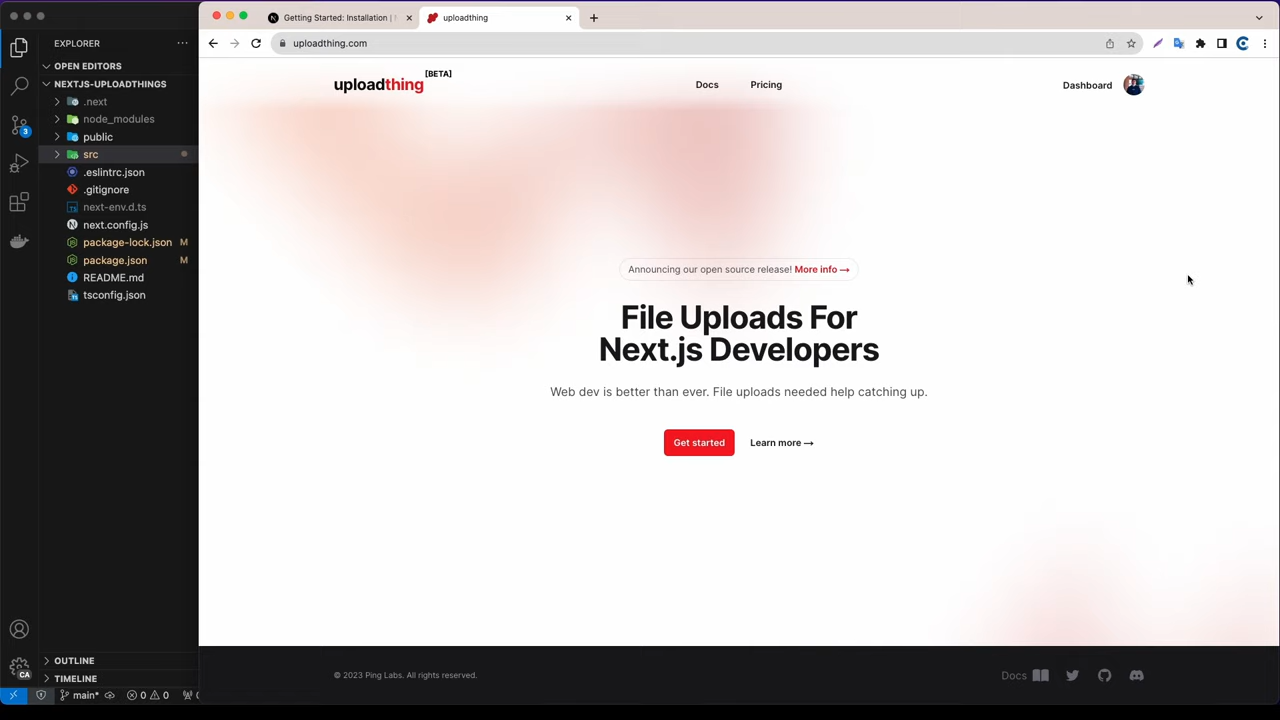 EXPLORER
OPEN EDITORS
NEXTJS-UPLOADTHINGS
.next
node_modules
public
src
.eslintrc.json
.gitignore
next-env.d.ts
next.config.js
package-lock.json M
package.json M
README.md
tsconfig.json
OUTLINE
TIMELINE
3
CA
main*
0 0
Getting Started: Installation |
uploadthing
uploadthing.com
uploadthing [BETA]
Docs
Pricing
Dashboard
Announcing our open source release! More info →
File Uploads For
Next.js Developers
Web dev is better than ever. File uploads needed help catching up.
Get started
Learn more →
© 2023 Ping Labs. All rights reserved.
Docs